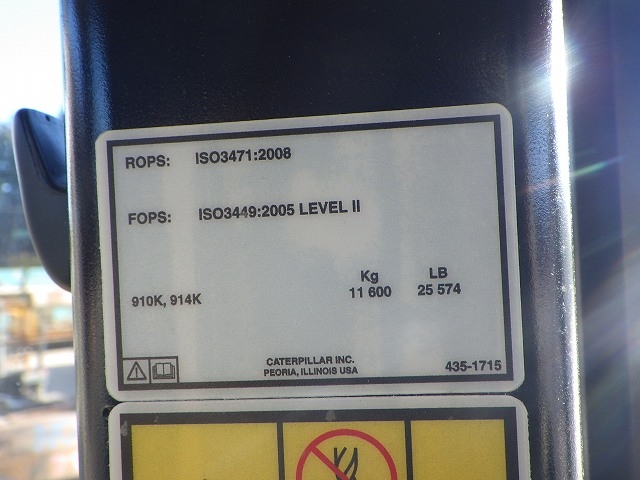 ROPS: ISO3471:2008
FOPS: ISO3449:2005 LEVEL II
Kg LB
910K, 914K 11 600 25 574
CATERPILLAR INC.
PEORIA, ILLINOIS USA 435-1715